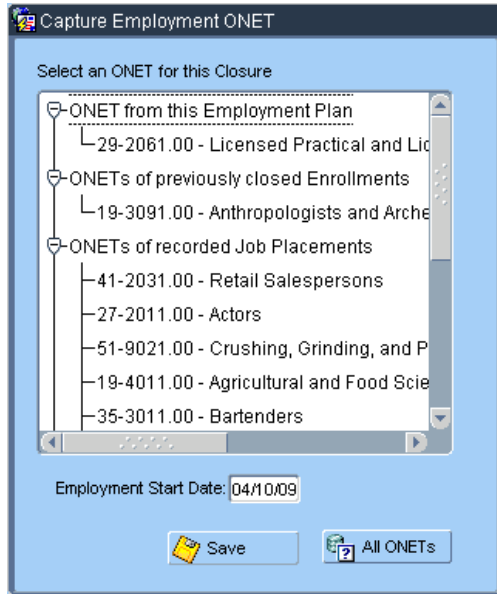 Capture Employment ONET
Select an ONET for this Closure
ONET from this Employment Plan
29-2061.00 - Licensed Practical and Lic
ONETs of previously closed Enrollments
19-3091.00 - Anthropologists and Arche
ONETs of recorded Job Placements
41-2031.00 - Retail Salespersons
27-2011.00 - Actors
51-9021.00 - Crushing, Grinding, and P
19-4011.00 - Agricultural and Food Scie
35-3011.00 - Bartenders
Employment Start Date: 04/10/09
Save
All ONETs